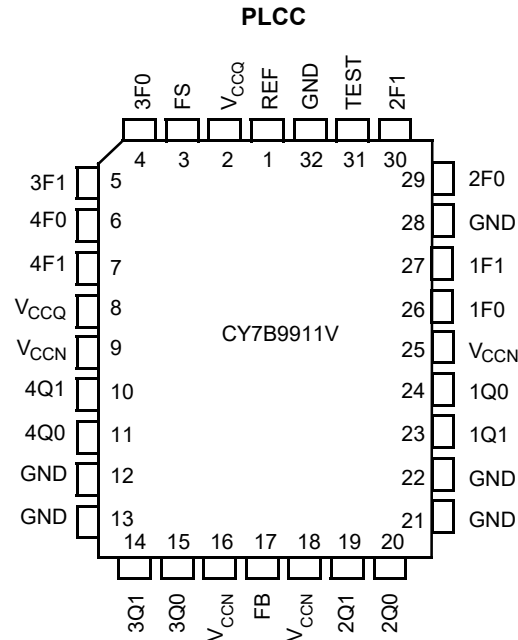 PLCC
3F0 FS VCCQ REF GND TEST 2F1
4 3 2 1 32 31 30
3F1 5 29 2F0
4F0 6 28 GND
4F1 7 27 1F1
VCCQ 8 26 1F0
VCCN 9 25 VCCN
CY7B9911V
4Q1 10 24 1Q0
4Q0 11 23 1Q1
GND 12 22 GND
GND 13 21 GND
14 15 16 17 18 19 20
3Q1 3Q0 VCCN FB VCCN 2Q1 2Q0